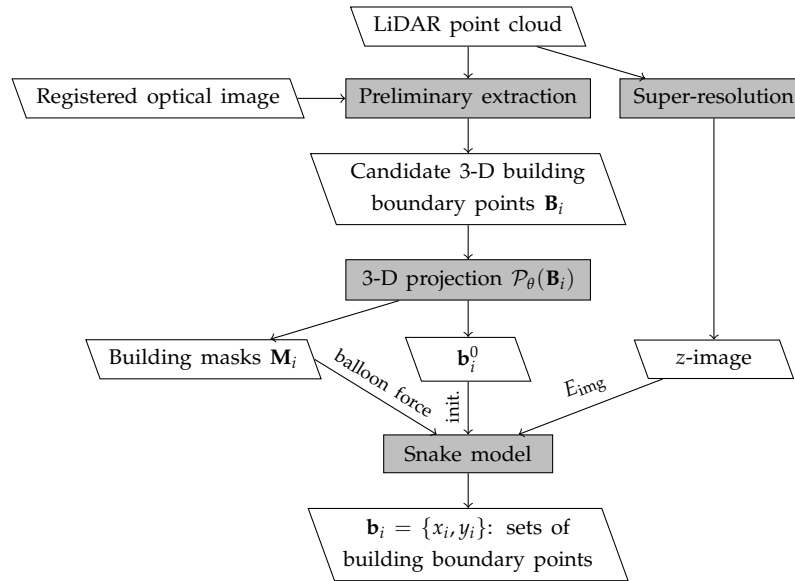 LiDAR point cloud
Registered optical image
Preliminary extraction
Super-resolution
Candidate 3-D building
boundary points B_i
3-D projection 𝒫_θ(B_i)
Building masks M_i
b_i^0
z-image
balloon force
init.
E_img
Snake model
b_i = {x_i, y_i}: sets of
building boundary points